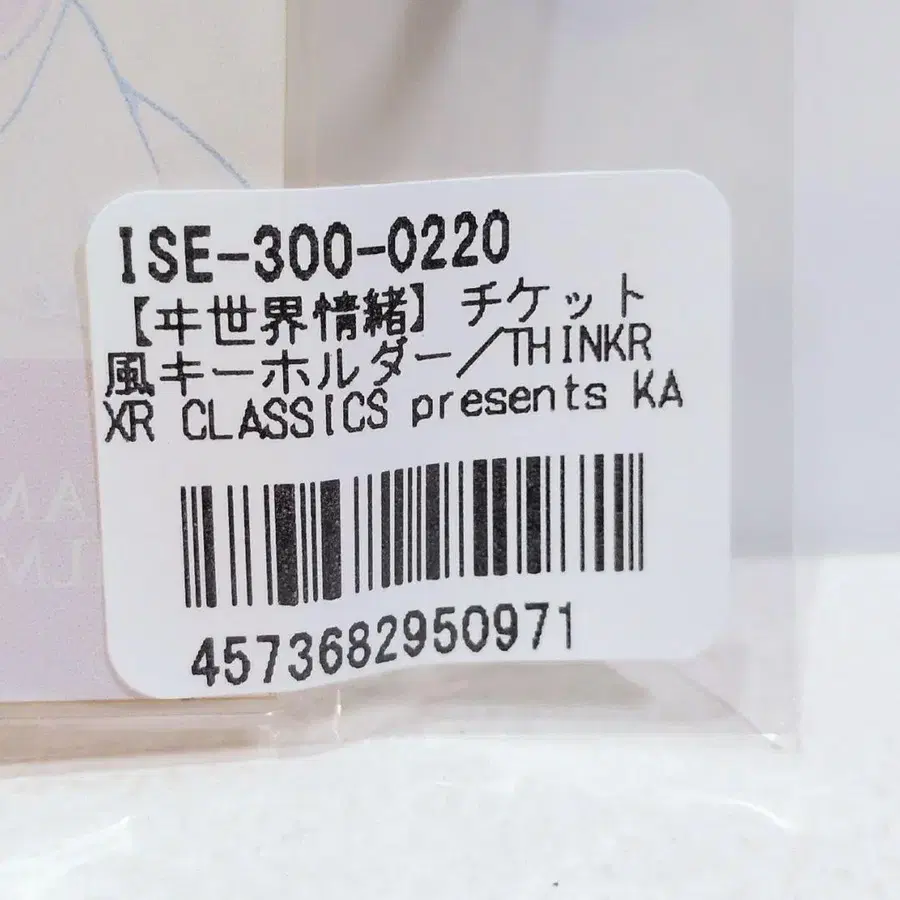 ISE-300-0220
【ヰ世界情緒】チケット
風キーホルダー／THINKR
XR CLASSICS presents KA
4573682950971